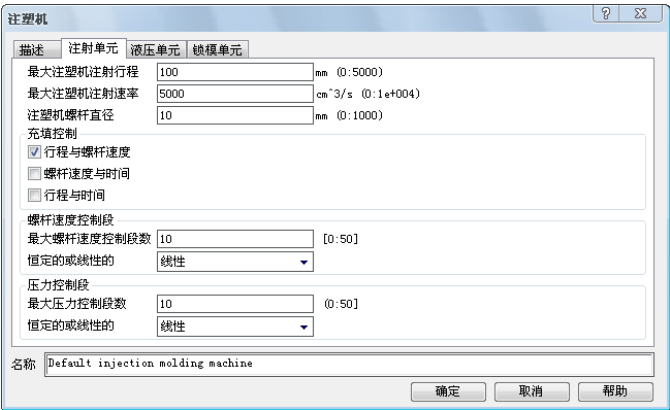 注塑机
描述 注射单元 液压单元 锁模单元
最大注塑机注射行程 100 mm (0:5000)
最大注塑机注射速率 5000 cm^3/s (0:1e+004)
注塑机螺杆直径 10 mm (0:1000)
充填控制
行程与螺杆速度
螺杆速度与时间
行程与时间
螺杆速度控制段
最大螺杆速度控制段数 10 [0:50]
恒定的或线性的 线性
压力控制段
最大压力控制段数 10 (0:50]
恒定的或线性的 线性
名称 Default injection molding machine
确定 取消 帮助